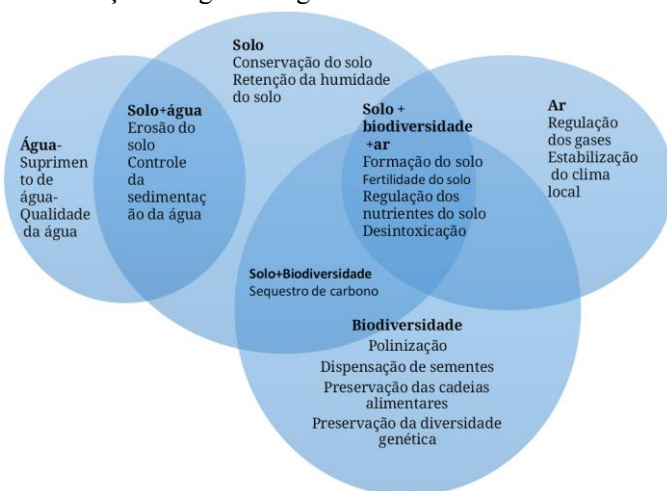 Solo
Conservação do solo
Retenção da humidade
do solo
Solo+água
Erosão do
solo
Controle
da
sedimentaç
ão da água
Água-
Suprimen
to de
água-
Qualidade
da água
Solo +
biodiversidade
+ar
Formação do solo
Fertilidade do solo
Regulação dos
nutrientes do solo
Desintoxicação
Ar
Regulação
dos gases
Estabilização
do clima
local
Solo+Biodiversidade
Sequestro de carbono
Biodiversidade
Polinização
Dispensação de sementes
Preservação das cadeias
alimentares
Preservação da diversidade
genética